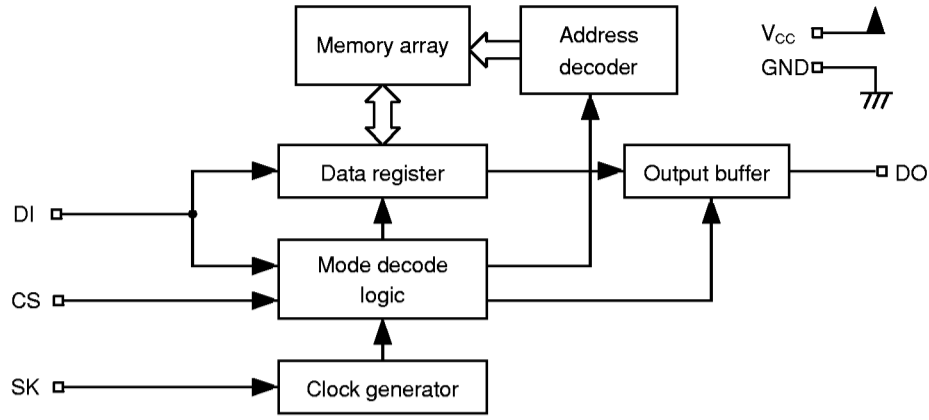 Memory array
Address
decoder
VCC
GND
Data register
Output buffer
DO
DI
Mode decode
logic
CS
SK
Clock generator